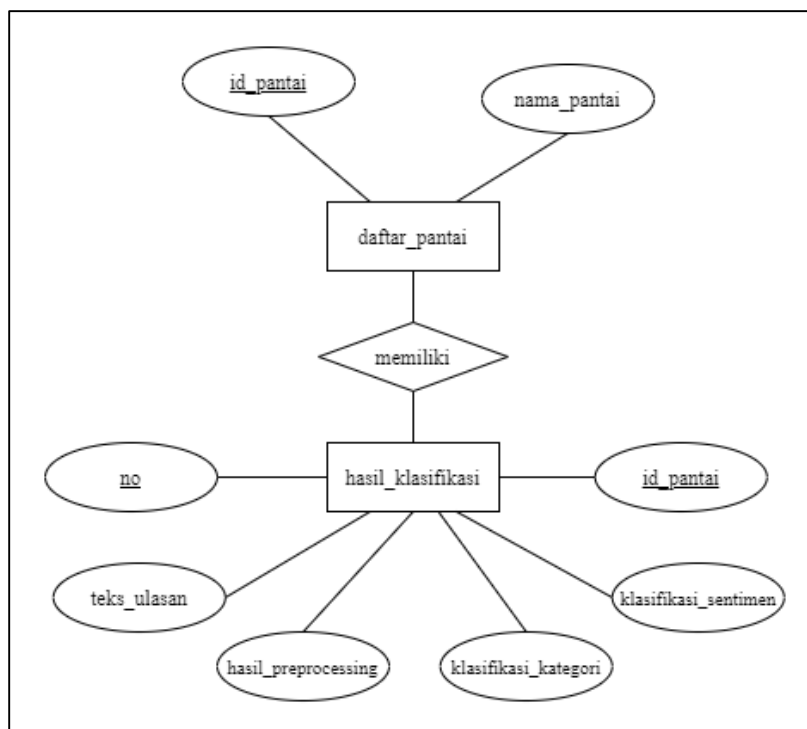 id_pantai
nama_pantai
daftar_pantai
memiliki
no
hasil_klasifikasi
id_pantai
teks_ulasan
klasifikasi_sentimen
hasil_preprocessing
klasifikasi_kategori